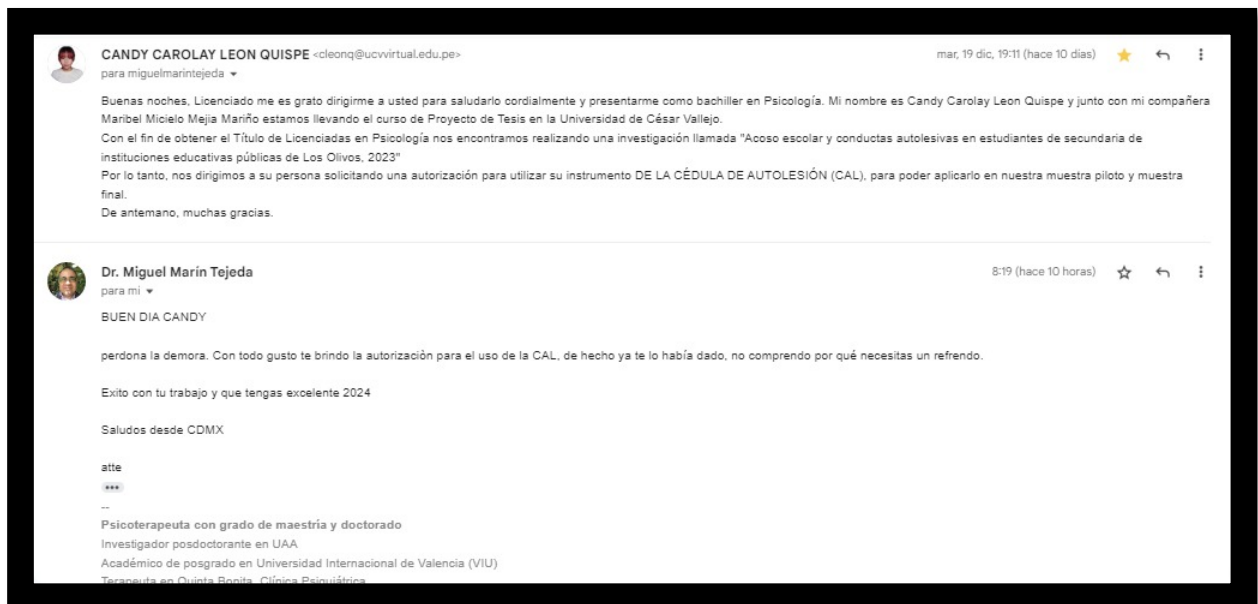 CANDY CAROLAY LEON QUISPE <cleonq@ucvvirtual.edu.pe>
mar, 19 dic, 19:11 (hace 10 días)
para miguelmarintejeda
Buenas noches, Licenciado me es grato dirigirme a usted para saludarlo cordialmente y presentarme como bachiller en Psicología. Mi nombre es Candy Carolay Leon Quispe y junto con mi compañera
Maribel Micielo Mejia Mariño estamos llevando el curso de Proyecto de Tesis en la Universidad de César Vallejo.
Con el fin de obtener el Título de Licenciadas en Psicología nos encontramos realizando una investigación llamada "Acoso escolar y conductas autolesivas en estudiantes de secundaria de
instituciones educativas públicas de Los Olivos, 2023"
Por lo tanto, nos dirigimos a su persona solicitando una autorización para utilizar su instrumento DE LA CÉDULA DE AUTOLESIÓN (CAL), para poder aplicarlo en nuestra muestra piloto y muestra
final.
De antemano, muchas gracias.
Dr. Miguel Marín Tejeda
8:19 (hace 10 horas)
para mi
BUEN DIA CANDY
perdona la demora. Con todo gusto te brindo la autorizaciòn para el uso de la CAL, de hecho ya te lo había dado, no comprendo por qué necesitas un refrendo.
Exito con tu trabajo y que tengas excelente 2024
Saludos desde CDMX
atte
--
Psicoterapeuta con grado de maestría y doctorado
Investigador posdoctorante en UAA
Académico de posgrado en Universidad Internacional de Valencia (VIU)
Terapeuta en Quinta Bonita. Clínica Psiquiátrica